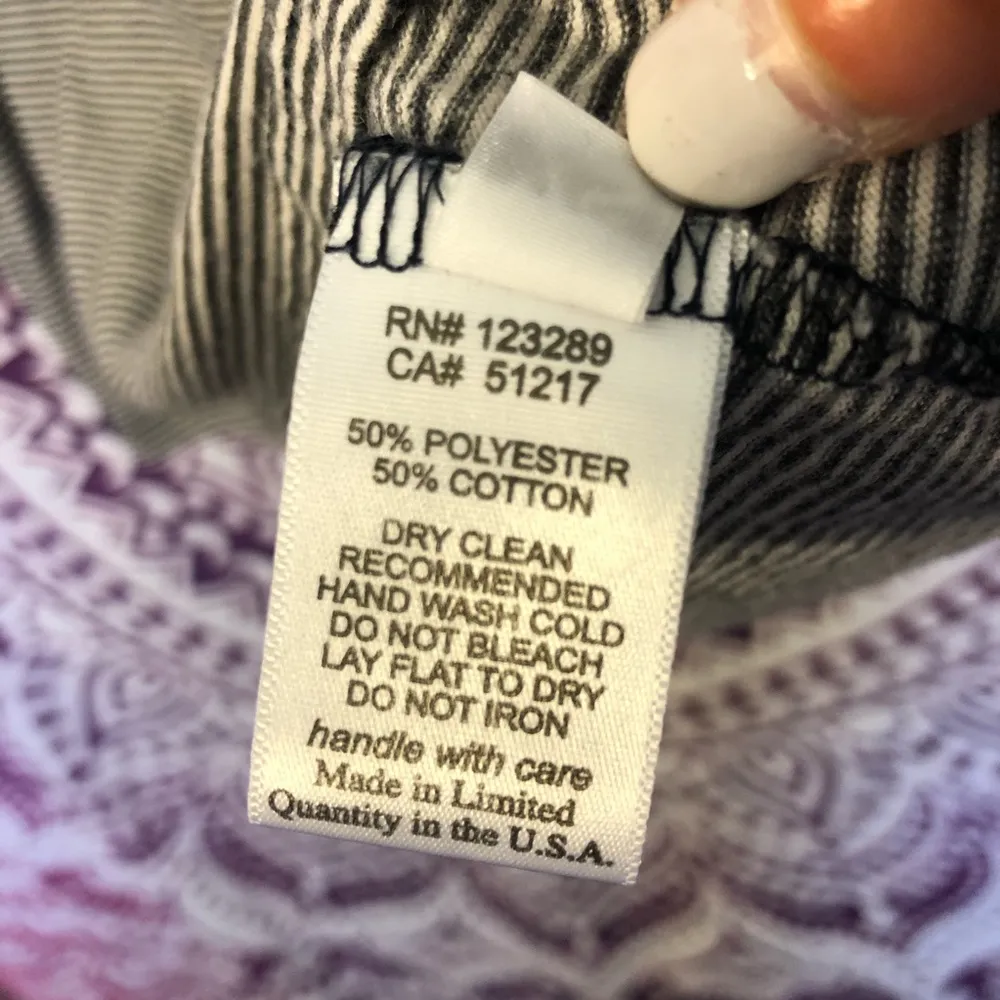 RN# 123289
CA# 51217
50% POLYESTER
50% COTTON
DRY CLEAN
RECOMMENDED
HAND WASH COLD
DO NOT BLEACH
LAY FLAT TO DRY
DO NOT IRON
handle with care
Made in Limited
Quantity in the U.S.A.